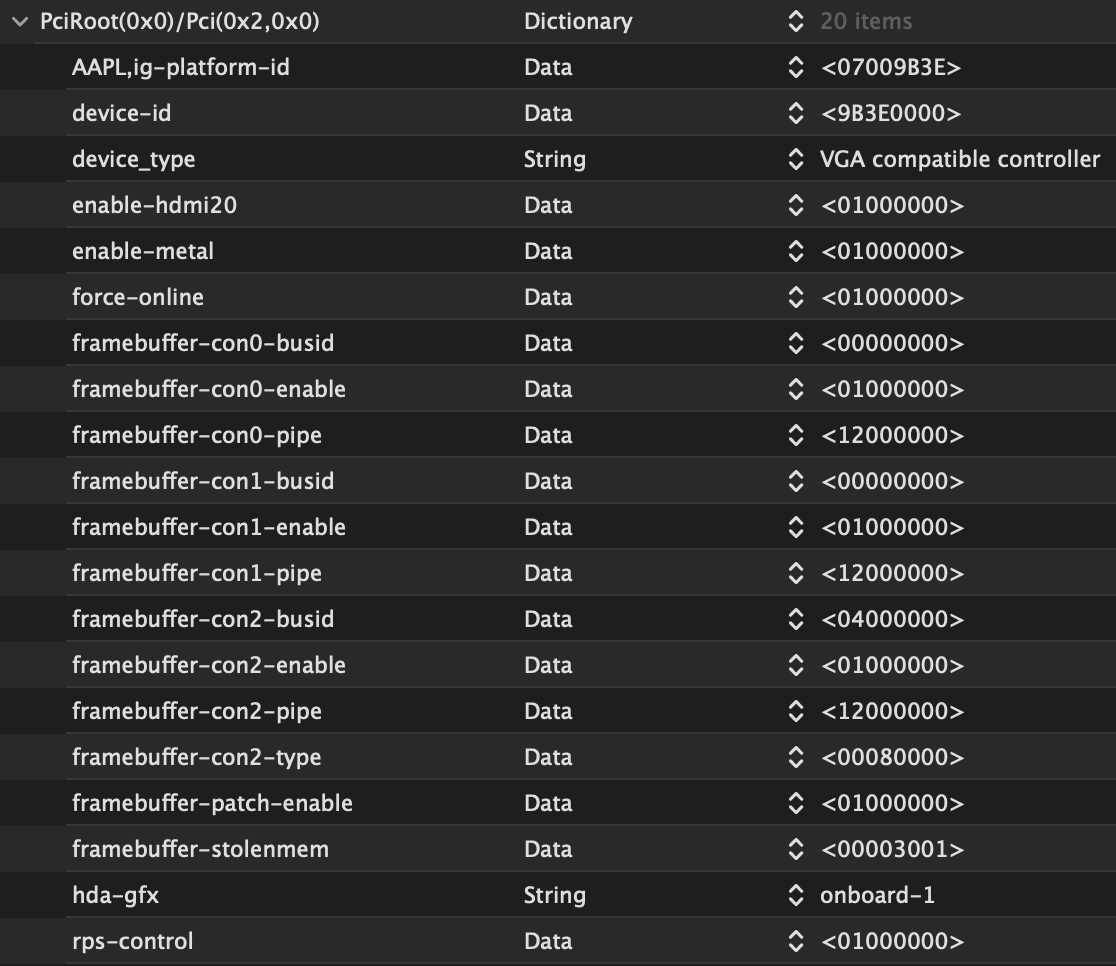 PciRoot(0x0)/Pci(0x2,0x0) Dictionary 20 items
AAPL,ig-platform-id Data <07009B3E>
device-id Data <9B3E0000>
device_type String VGA compatible controller
enable-hdmi20 Data <01000000>
enable-metal Data <01000000>
force-online Data <01000000>
framebuffer-con0-busid Data <00000000>
framebuffer-con0-enable Data <01000000>
framebuffer-con0-pipe Data <12000000>
framebuffer-con1-busid Data <00000000>
framebuffer-con1-enable Data <01000000>
framebuffer-con1-pipe Data <12000000>
framebuffer-con2-busid Data <04000000>
framebuffer-con2-enable Data <01000000>
framebuffer-con2-pipe Data <12000000>
framebuffer-con2-type Data <00080000>
framebuffer-patch-enable Data <01000000>
framebuffer-stolenmem Data <00003001>
hda-gfx String onboard-1
rps-control Data <01000000>